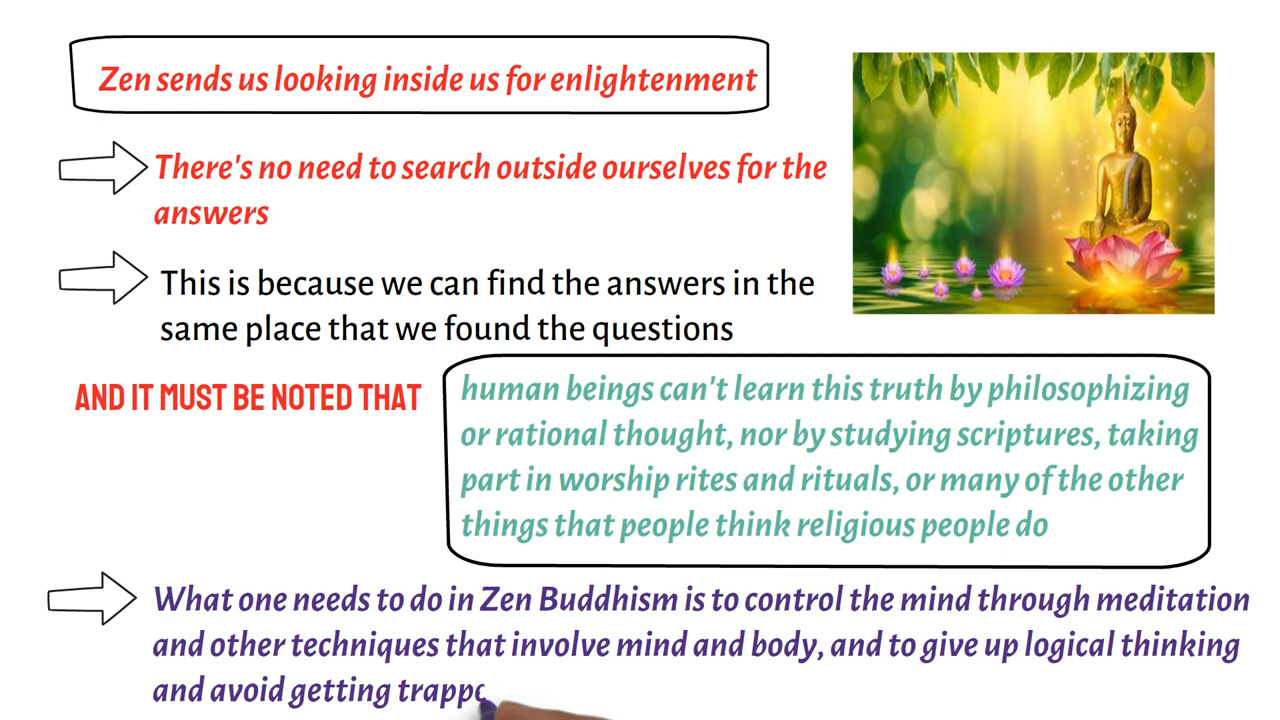 Zen sends us looking inside us for enlightenment
There's no need to search outside ourselves for the
answers
This is because we can find the answers in the
same place that we found the questions
AND IT MUST BE NOTED THAT
human beings can't learn this truth by philosophizing
or rational thought, nor by studying scriptures, taking
part in worship rites and rituals, or many of the other
things that people think religious people do
What one needs to do in Zen Buddhism is to control the mind through meditation
and other techniques that involve mind and body, and to give up logical thinking
and avoid getting